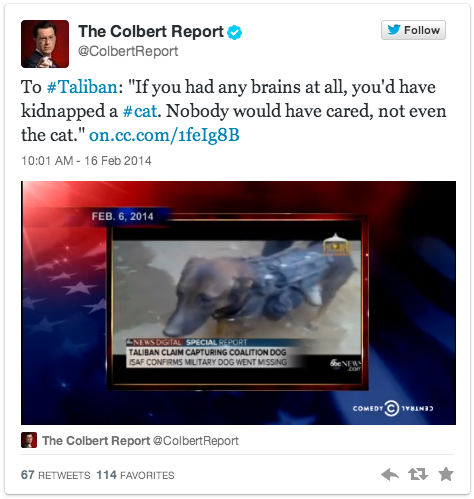 The Colbert Report
@ColbertReport
Follow
To #Taliban: "If you had any brains at all, you'd have
kidnapped a #cat. Nobody would have cared, not even
the cat." on.cc.com/1feIg8B
10:01 AM - 16 Feb 2014
FEB. 6, 2014
abc NEWS DIGITAL SPECIAL REPORT
TALIBAN CLAIM CAPTURING COALITION DOG
ISAF CONFIRMS MILITARY DOG WENT MISSING
abc NEWS
.com
COMEDY CENTRAL
The Colbert Report @ColbertReport
67 RETWEETS 114 FAVORITES